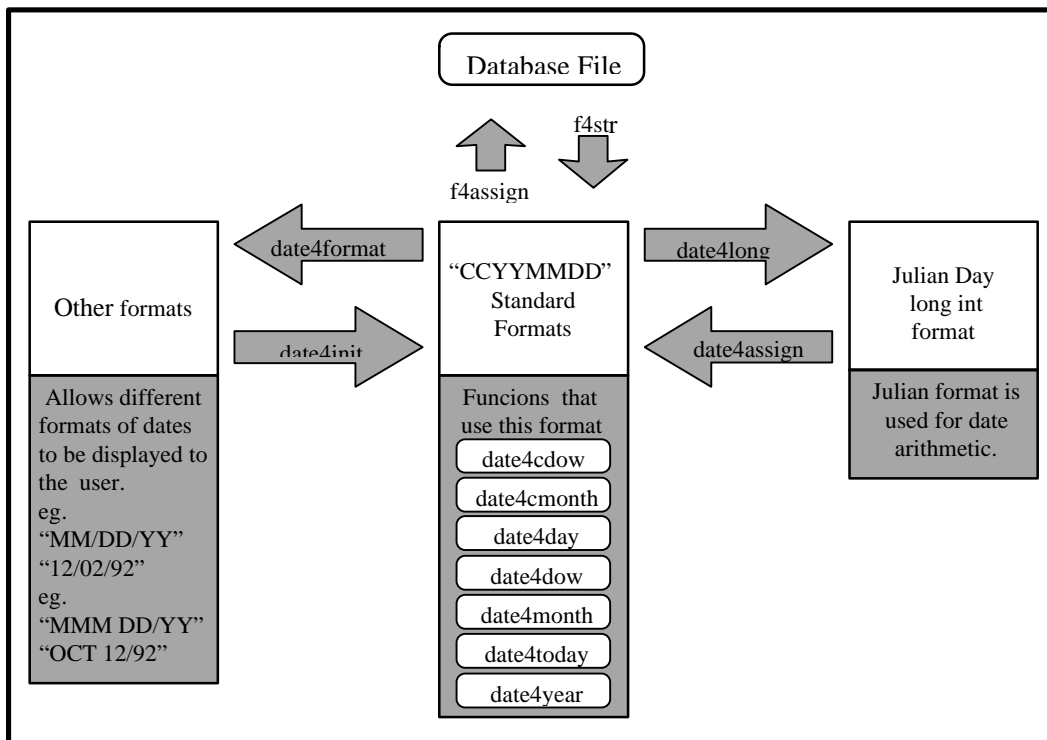 Database File
f4str
f4assign
date4format
date4init
Other formats
Allows different
formats of dates
to be displayed to
the user.
eg.
“MM/DD/YY”
“12/02/92”
eg.
“MMM DD/YY”
“OCT 12/92”
“CCYYMMDD”
Standard
Formats
Funcions that
use this format
date4cdow
date4cmonth
date4day
date4dow
date4month
date4today
date4year
date4long
date4assign
Julian Day
long int
format
Julian format is
used for date
arithmetic.